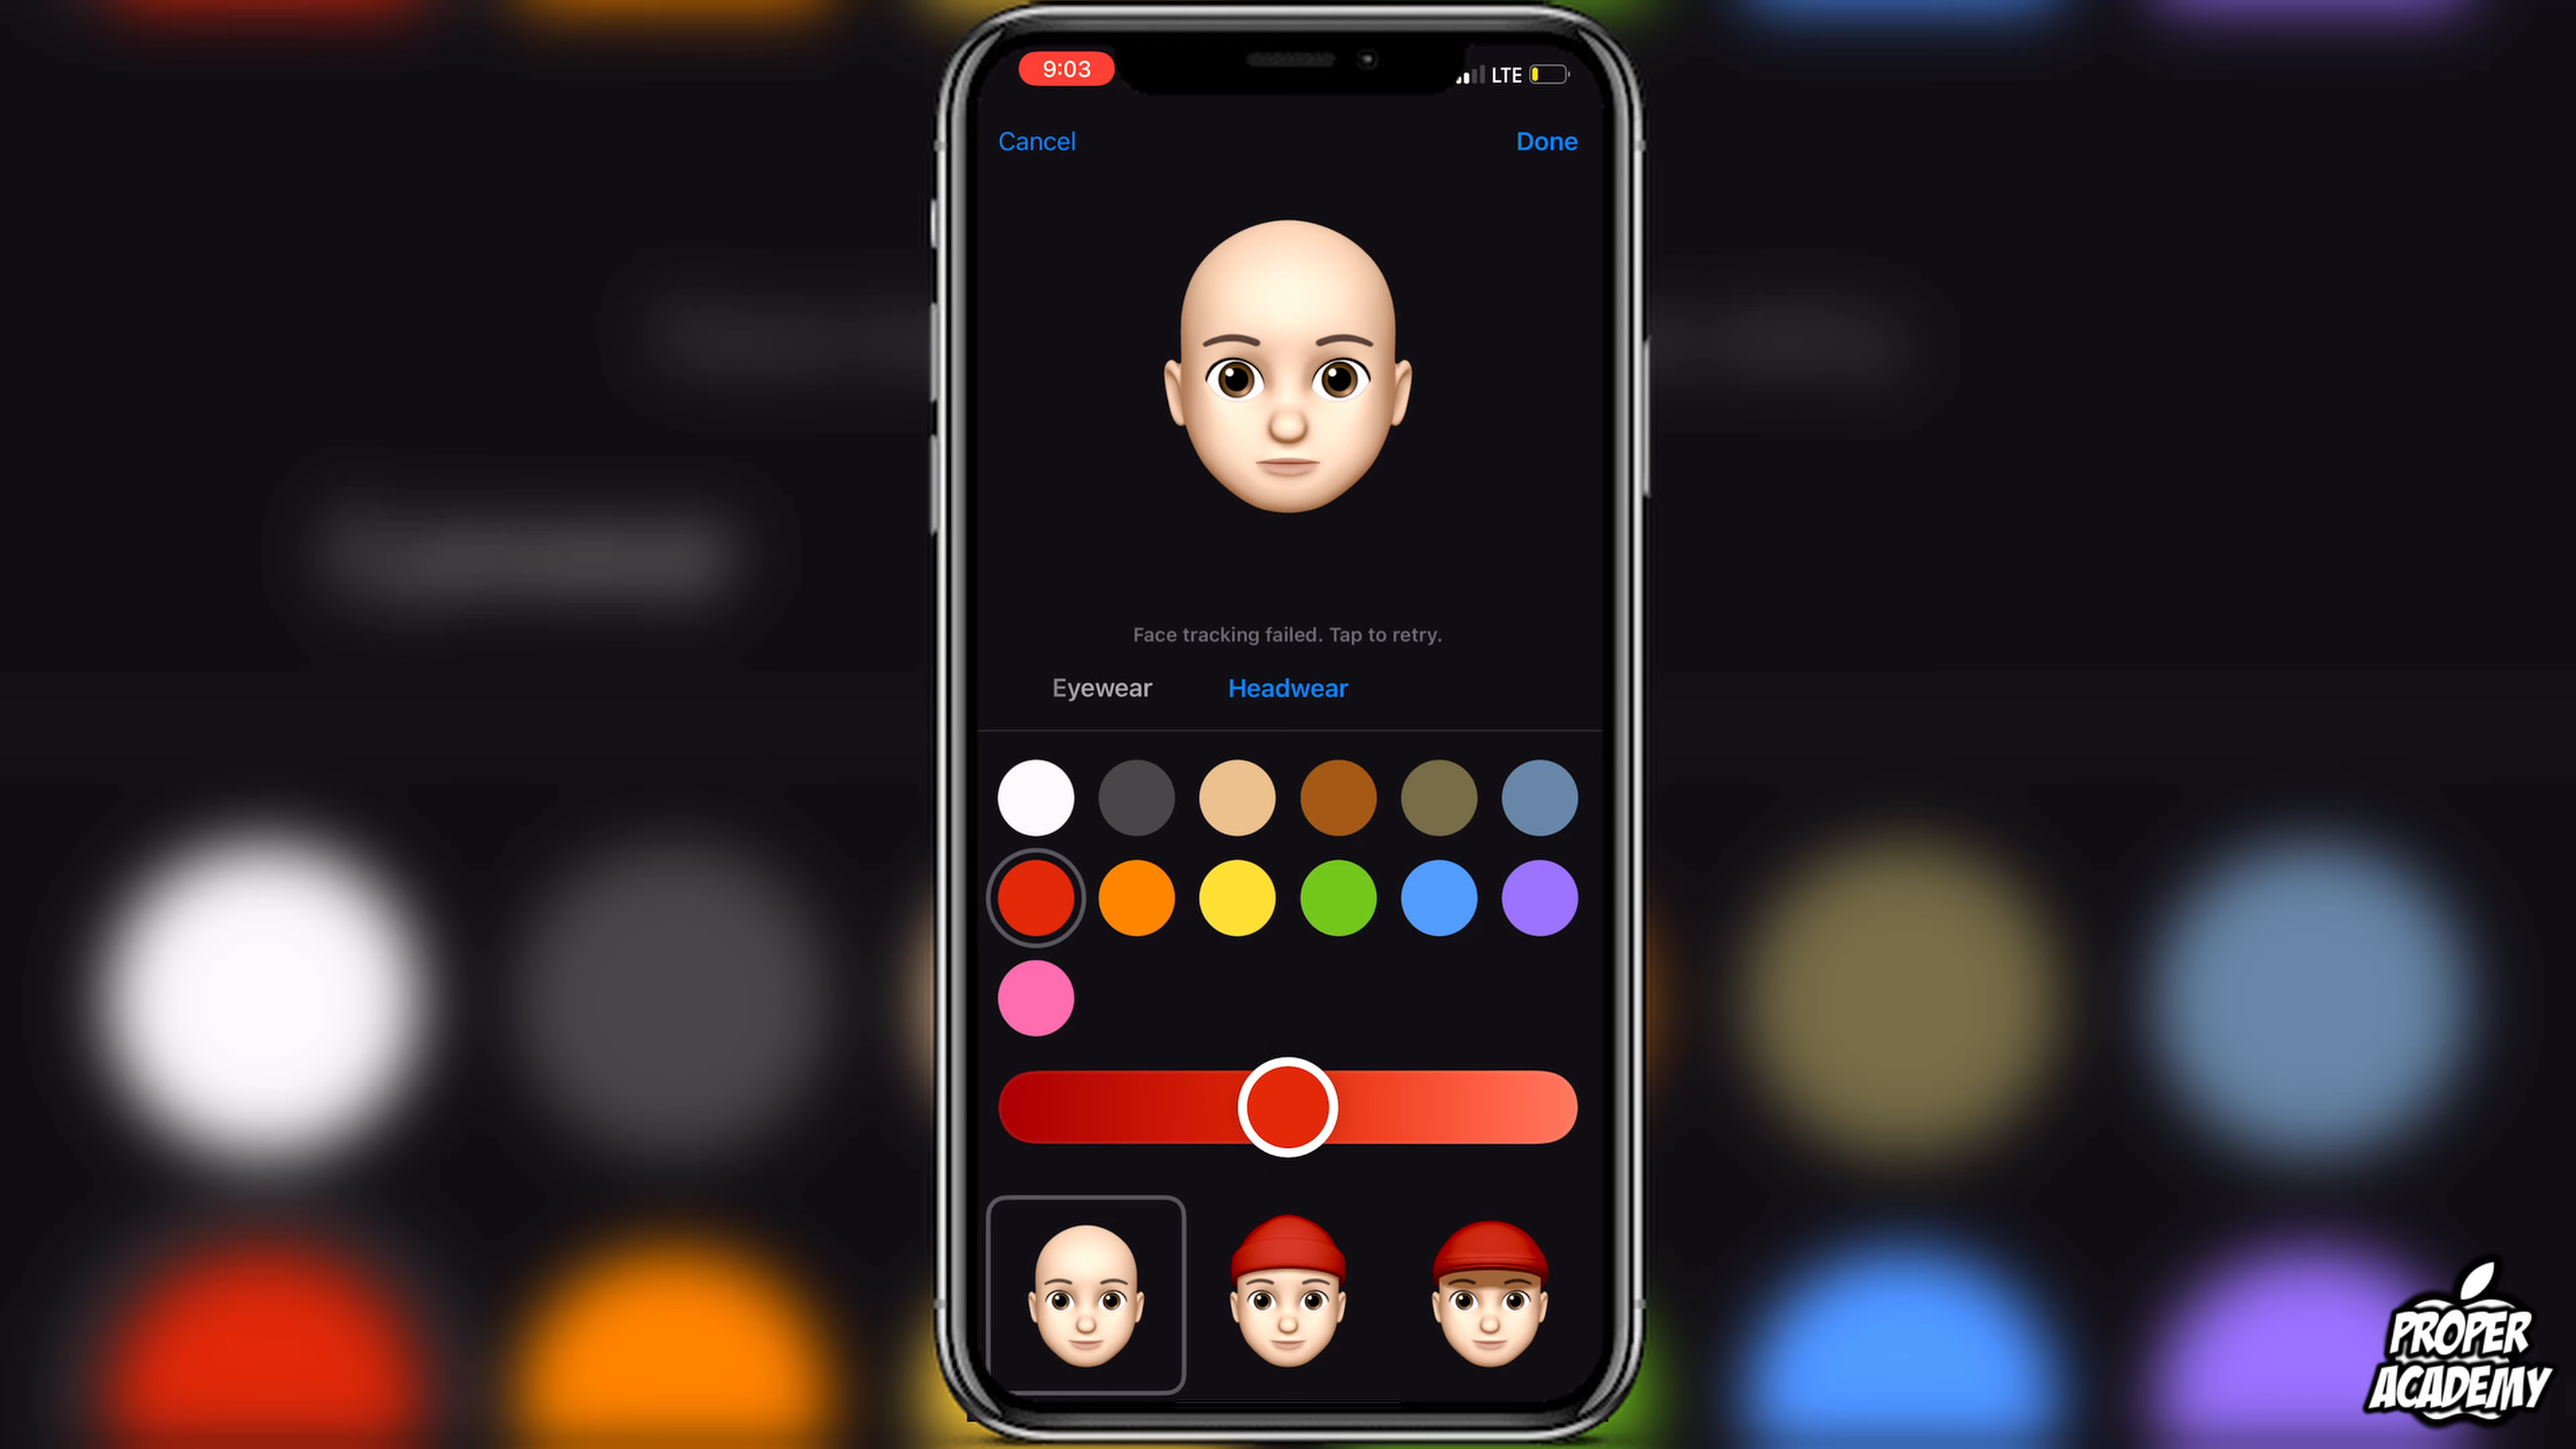 9:03
LTE
Cancel
Done
Face tracking failed. Tap to retry.
Eyewear
Headwear
PROPER
ACADEMY